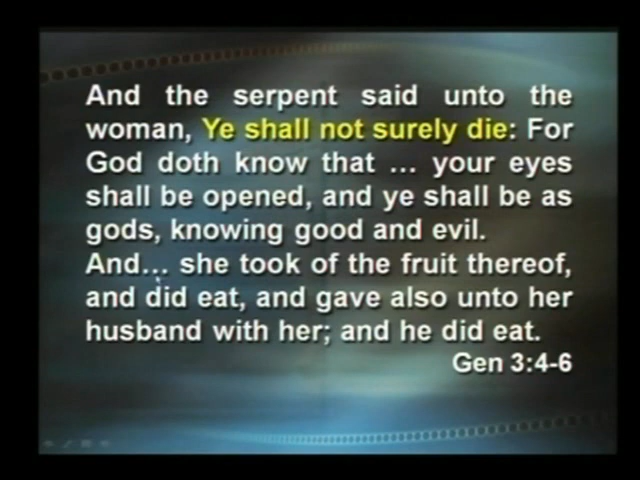 And the serpent said unto the
woman, Ye shall not surely die: For
God doth know that ... your eyes
shall be opened, and ye shall be as
gods, knowing good and evil.
And... she took of the fruit thereof,
and did eat, and gave also unto her
husband with her; and he did eat.
Gen 3:4-6